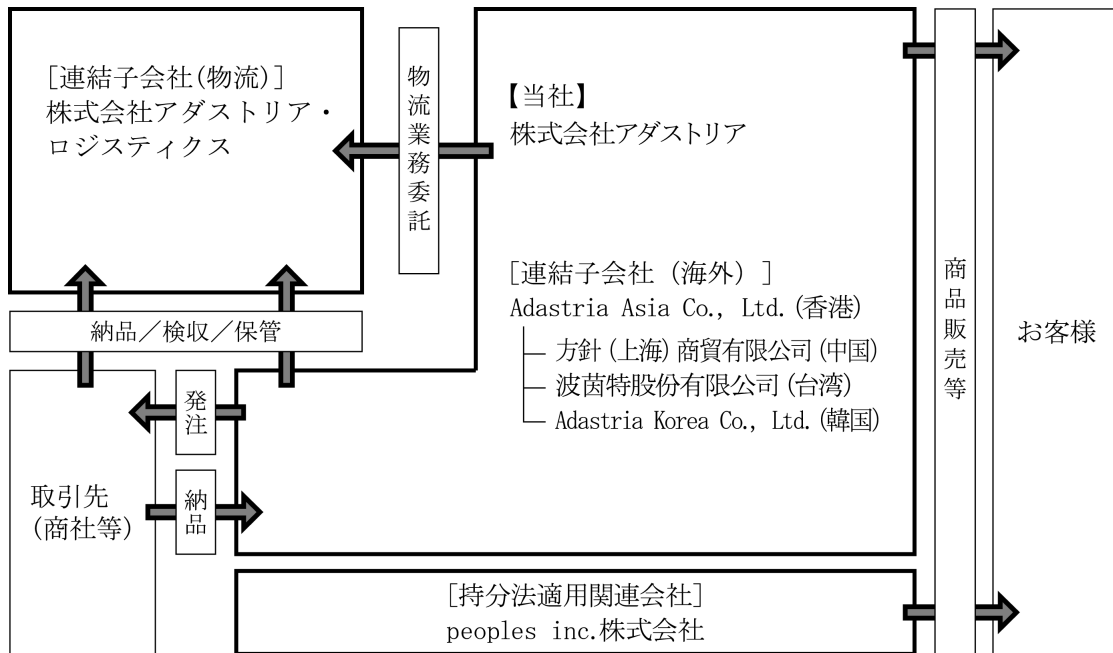 [連結子会社(物流)]
株式会社アダストリア・
ロジスティクス
物流業務委託
【当社】
株式会社アダストリア
[連結子会社 (海外) ]
Adastria Asia Co., Ltd. (香港)
方針 (上海) 商貿有限公司 (中国)
波茵特股份有限公司 (台湾)
Adastria Korea Co., Ltd. (韓国)
納品／検収／保管
発注
納品
取引先
(商社等)
[持分法適用関連会社]
peoples inc.株式会社
商品販売等
お客様